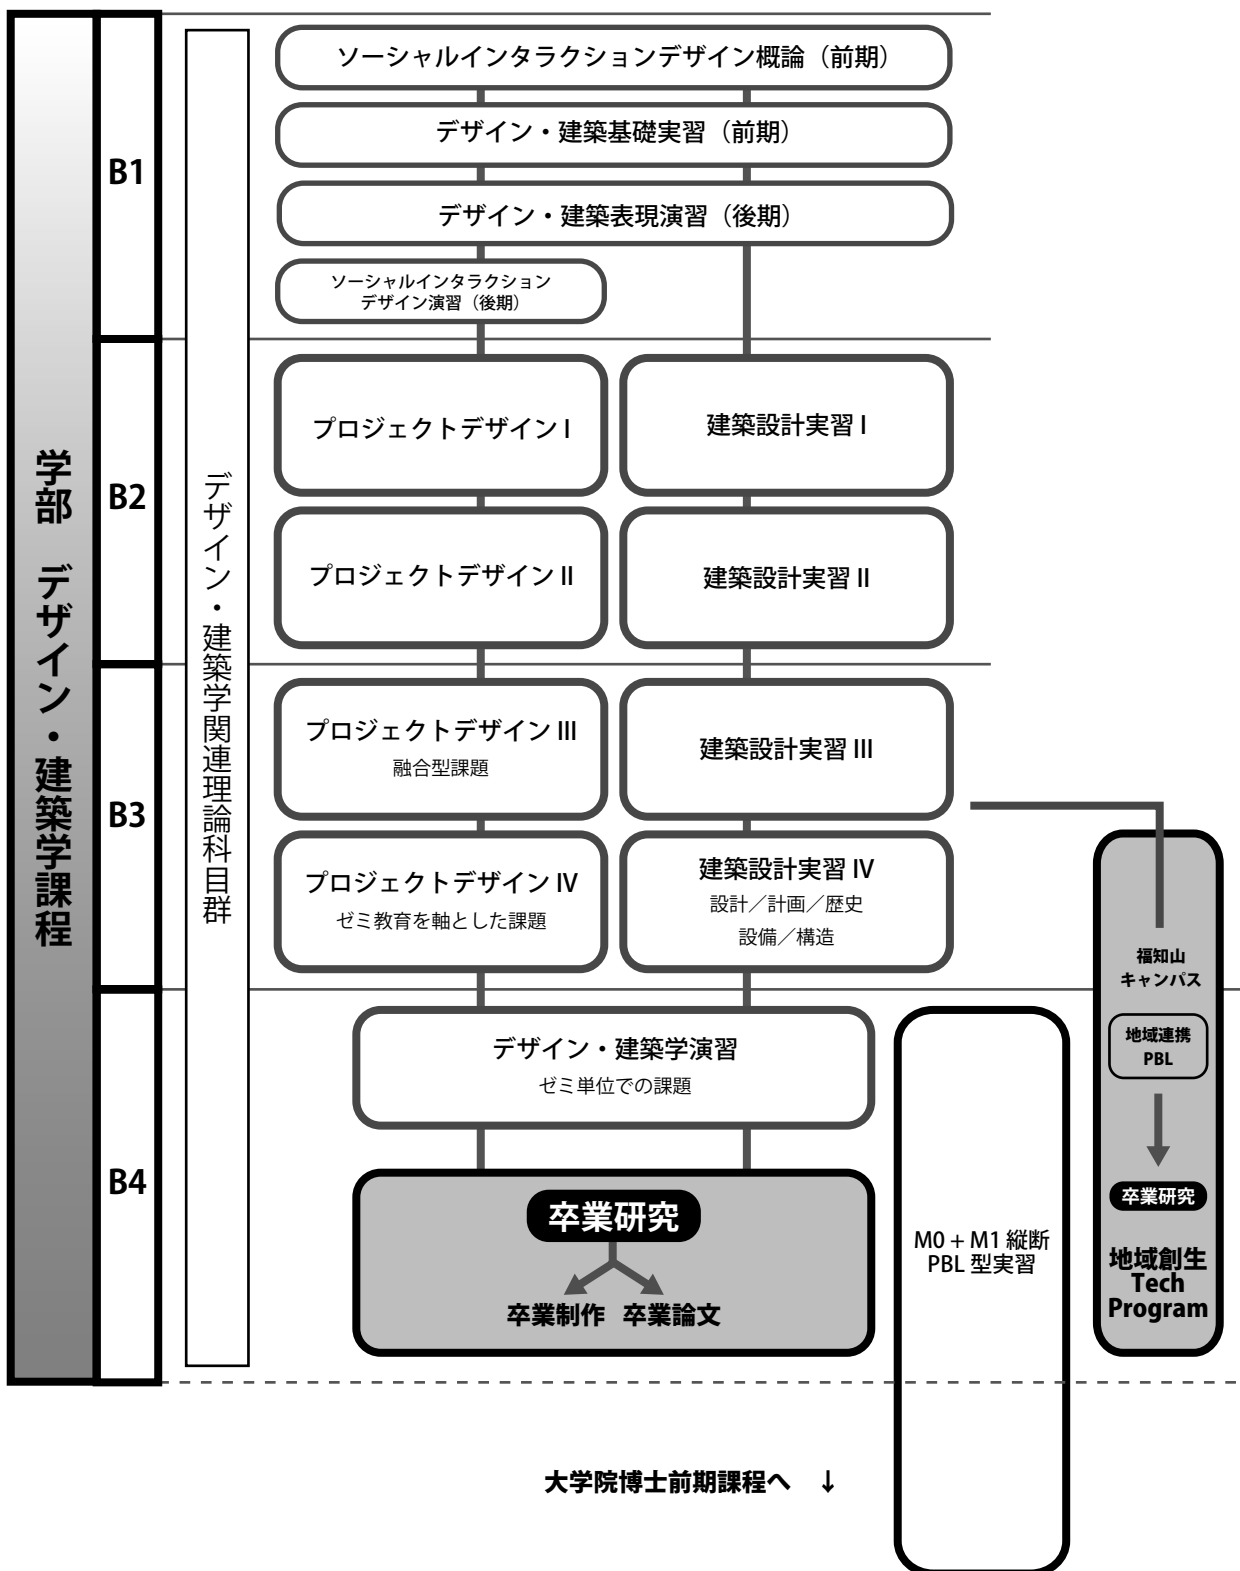 学部 デザイン・建築学課程
B1
B2
B3
B4
デザイン・建築学関連理論科目群
ソーシャルインタラクションデザイン概論（前期）
デザイン・建築基礎実習（前期）
デザイン・建築表現演習（後期）
ソーシャルインタラクション
デザイン演習（後期）
プロジェクトデザイン I
建築設計実習 I
プロジェクトデザイン II
建築設計実習 II
プロジェクトデザイン III
融合型課題
建築設計実習 III
プロジェクトデザイン IV
ゼミ教育を軸とした課題
建築設計実習 IV
設計／計画／歴史
設備／構造
デザイン・建築学演習
ゼミ単位での課題
卒業研究
卒業制作 卒業論文
M0 + M1 縦断
PBL 型実習
福知山
キャンパス
地域連携
PBL
卒業研究
地域創生
Tech
Program
大学院博士前期課程へ ↓